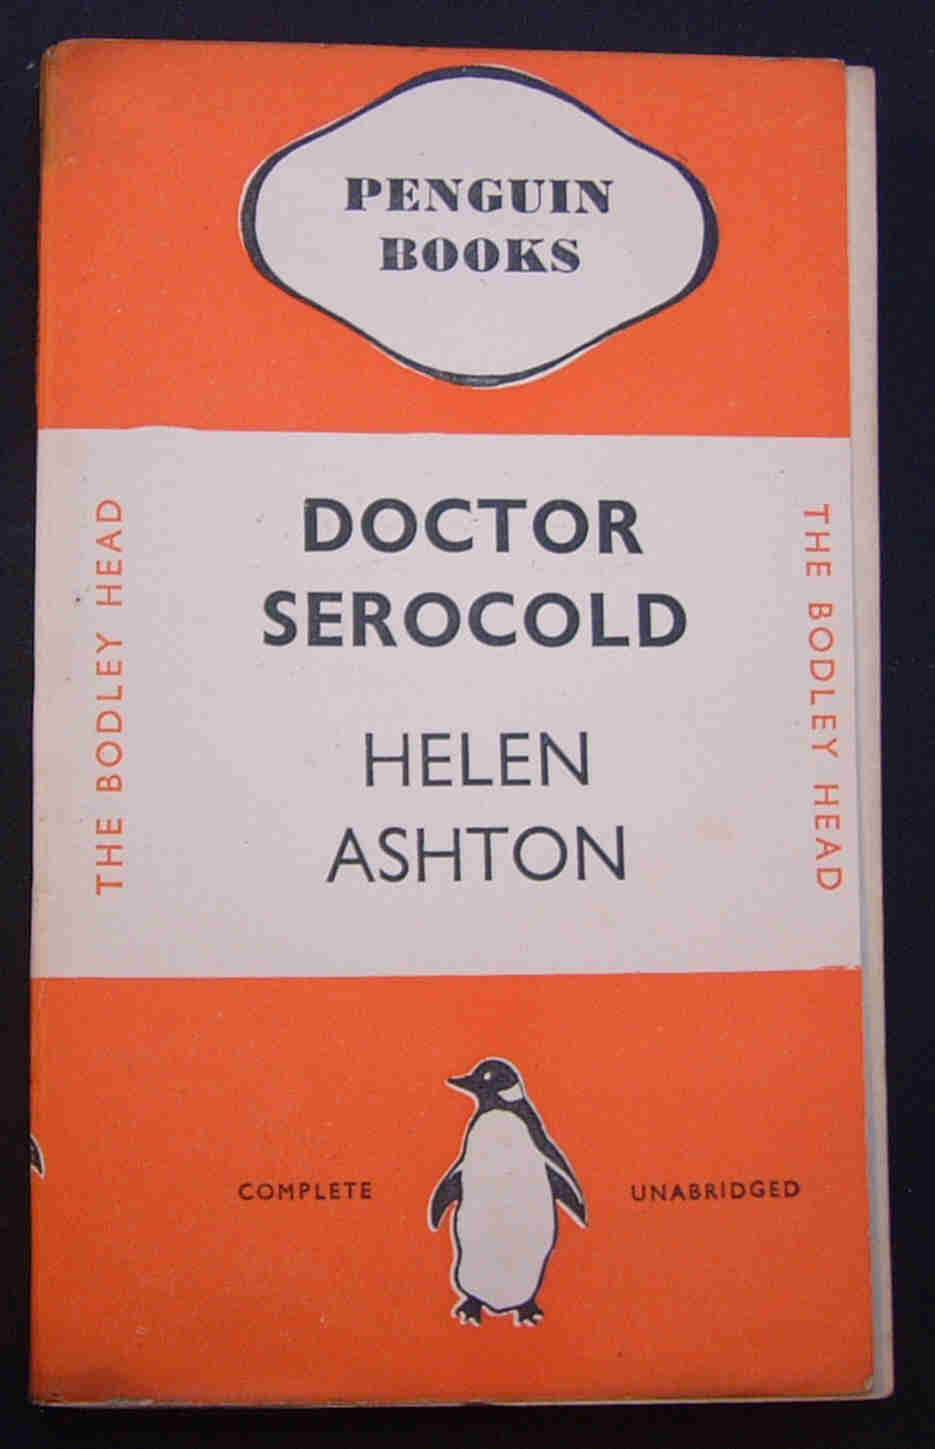 PENGUIN
BOOKS
THE BODLEY HEAD
DOCTOR
SEROCOLD
HELEN
ASHTON
THE BODLEY HEAD
COMPLETE
UNABRIDGED